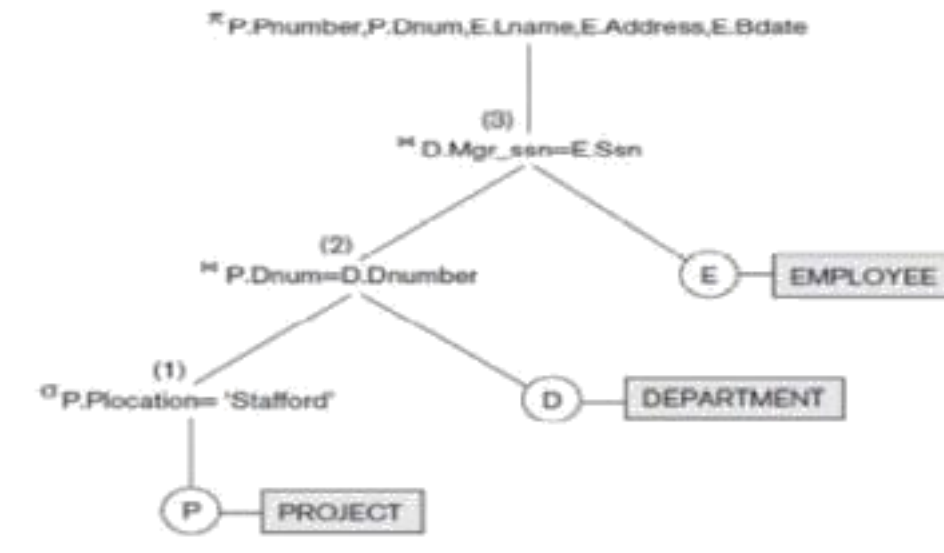 π P.Pnumber,P.Dnum,E.Lname,E.Address,E.Bdate
(3)
⋈ D.Mgr_ssn=E.Ssn
(2)
⋈ P.Dnum=D.Dnumber
E EMPLOYEE
(1)
σ P.Plocation= 'Stafford'
D DEPARTMENT
P PROJECT